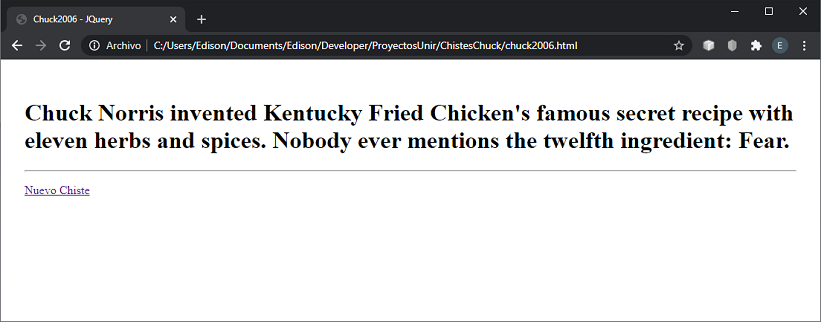 Chuck2006 - JQuery
Archivo C:/Users/Edison/Documents/Edison/Developer/ProyectosUnir/ChistesChuck/chuck2006.html
E
Chuck Norris invented Kentucky Fried Chicken's famous secret recipe with
eleven herbs and spices. Nobody ever mentions the twelfth ingredient: Fear.
Nuevo Chiste